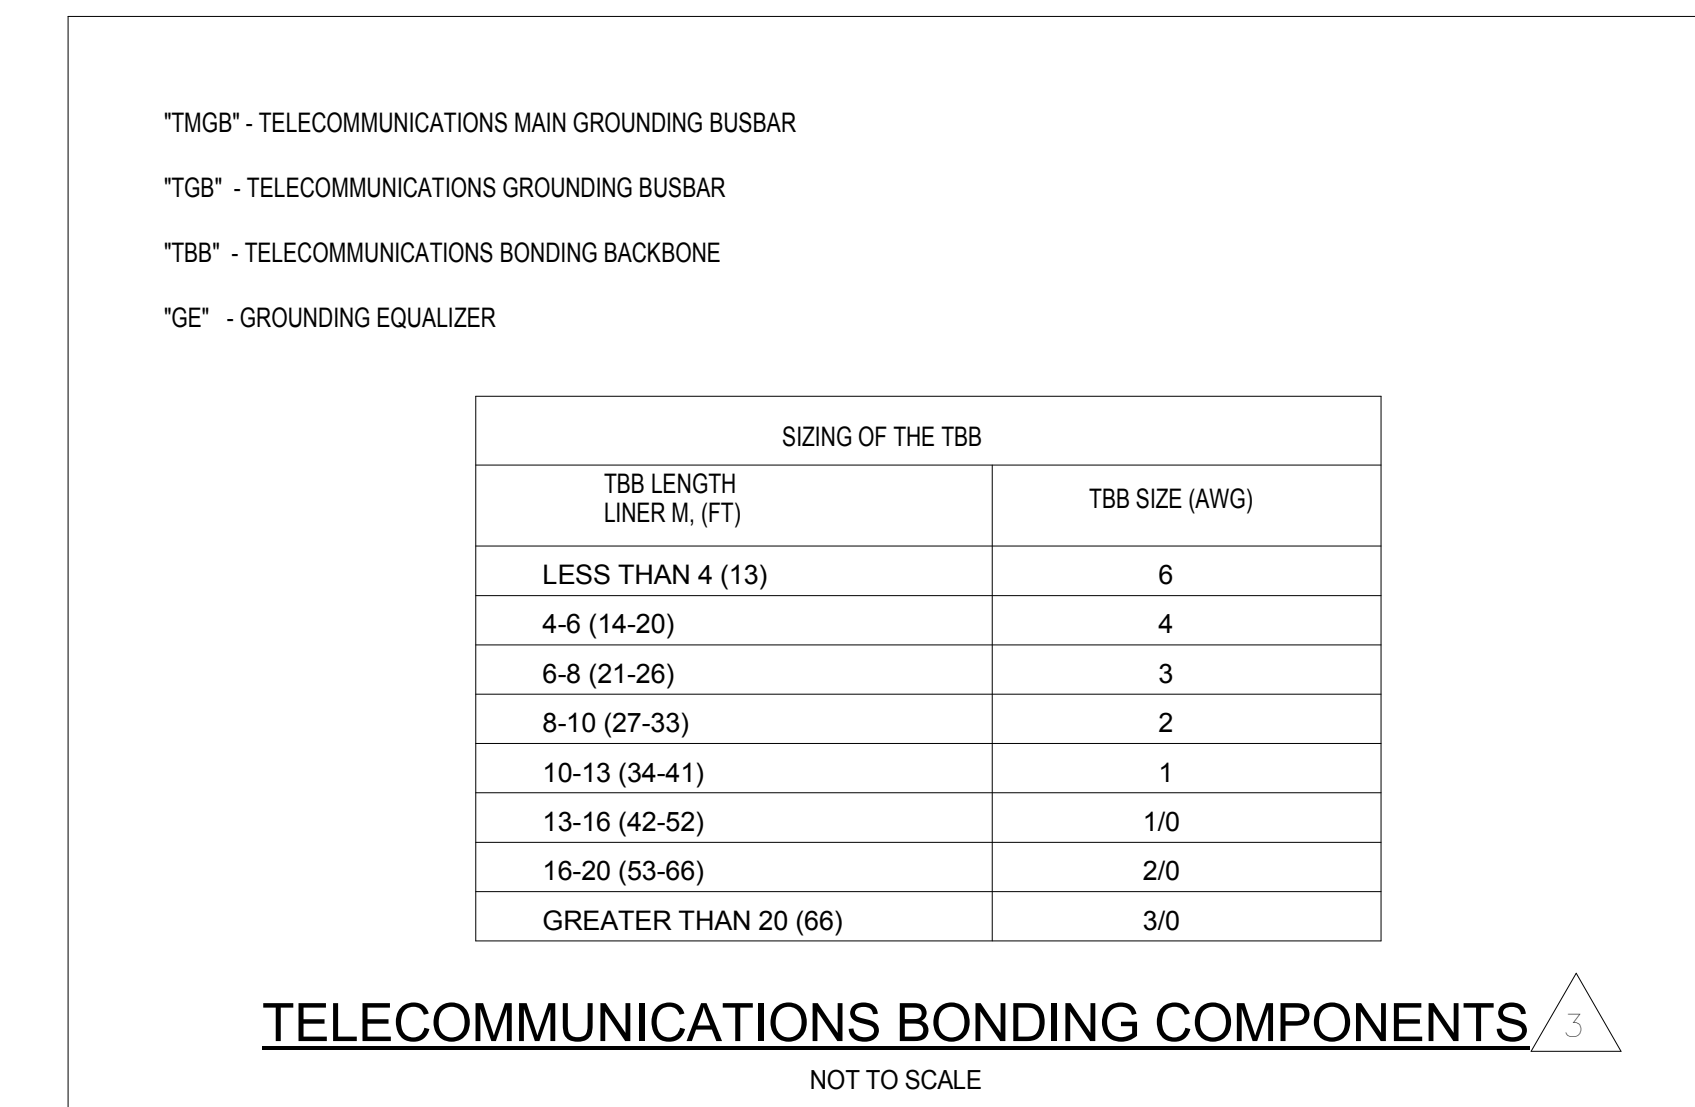 "TMGB" - TELECOMMUNICATIONS MAIN GROUNDING BUSBAR
"TGB" - TELECOMMUNICATIONS GROUNDING BUSBAR
"TBB" - TELECOMMUNICATIONS BONDING BACKBONE
"GE" - GROUNDING EQUALIZER
SIZING OF THE TBB
TBB LENGTH
LINER M, (FT)
TBB SIZE (AWG)
LESS THAN 4 (13) 6
4-6 (14-20) 4
6-8 (21-26) 3
8-10 (27-33) 2
10-13 (34-41) 1
13-16 (42-52) 1/0
16-20 (53-66) 2/0
GREATER THAN 20 (66) 3/0
TELECOMMUNICATIONS BONDING COMPONENTS 3
NOT TO SCALE